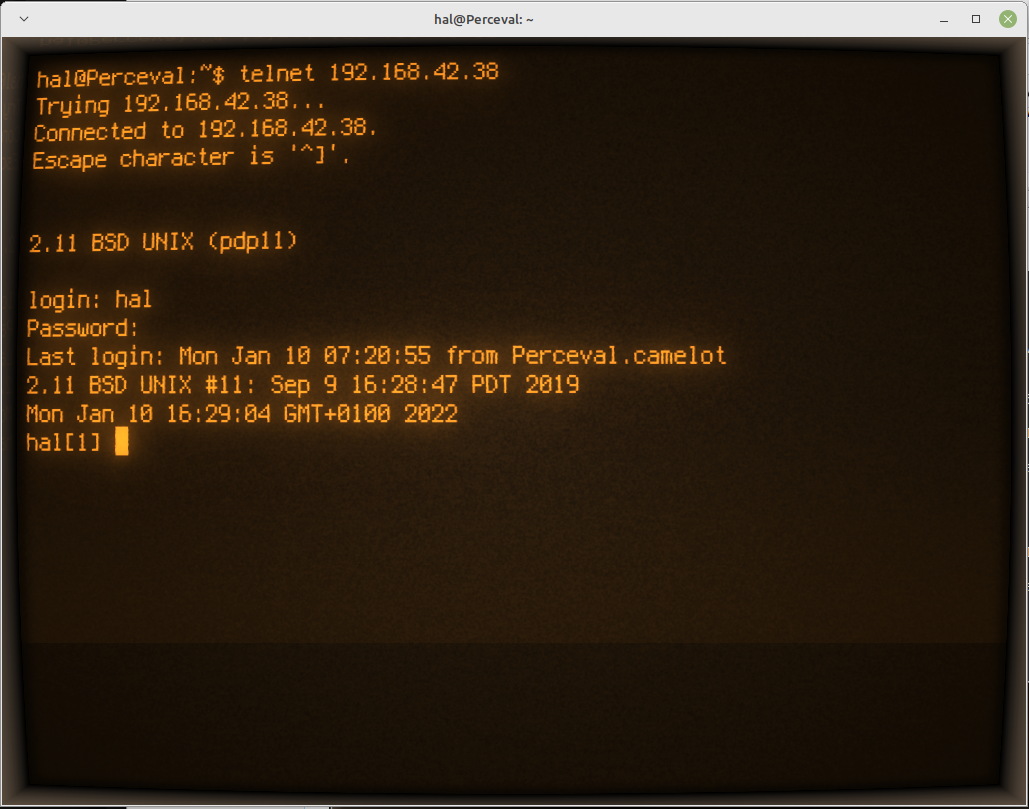 hal@Perceval: ~
hal@Perceval:~$ telnet 192.168.42.38
Trying 192.168.42.38...
Connected to 192.168.42.38.
Escape character is '^]'.
2.11 BSD UNIX (pdp11)
login: hal
Password:
Last login: Mon Jan 10 07:20:55 from Perceval.camelot
2.11 BSD UNIX #11: Sep 9 16:28:47 PDT 2019
Mon Jan 10 16:29:04 GMT+0100 2022
hal[1]